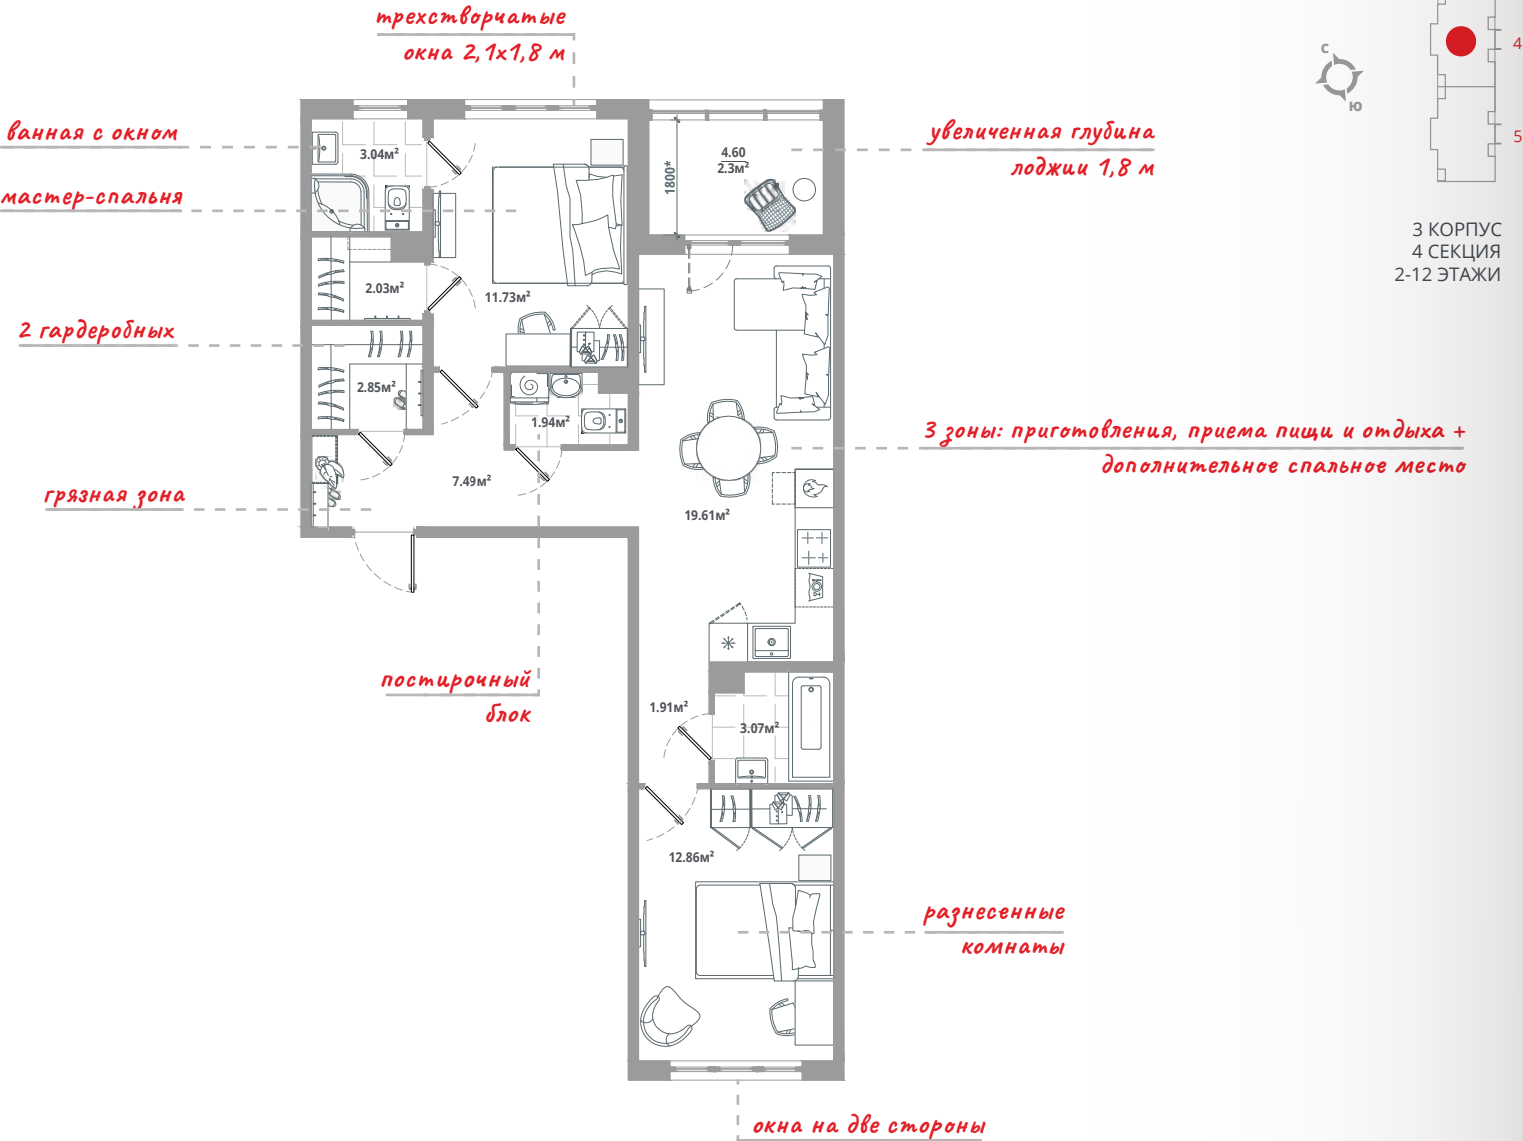 трехстворчатые
окна 2,1х1,8 м
С
Ю
4
5
3 КОРПУС
4 СЕКЦИЯ
2-12 ЭТАЖИ
ванная с окном
мастер-спальня
увеличенная глубина
лоджии 1,8 м
3.04м²
4.60
2.3м²
1800*
2.03м²
11.73м²
2 гардеробных
2.85м²
1.94м²
3 зоны: приготовления, приема пищи и отдыха +
дополнительное спальное место
7.49м²
грязная зона
19.61м²
постирочный
блок
1.91м²
3.07м²
12.86м²
разнесенные
комнаты
окна на две стороны